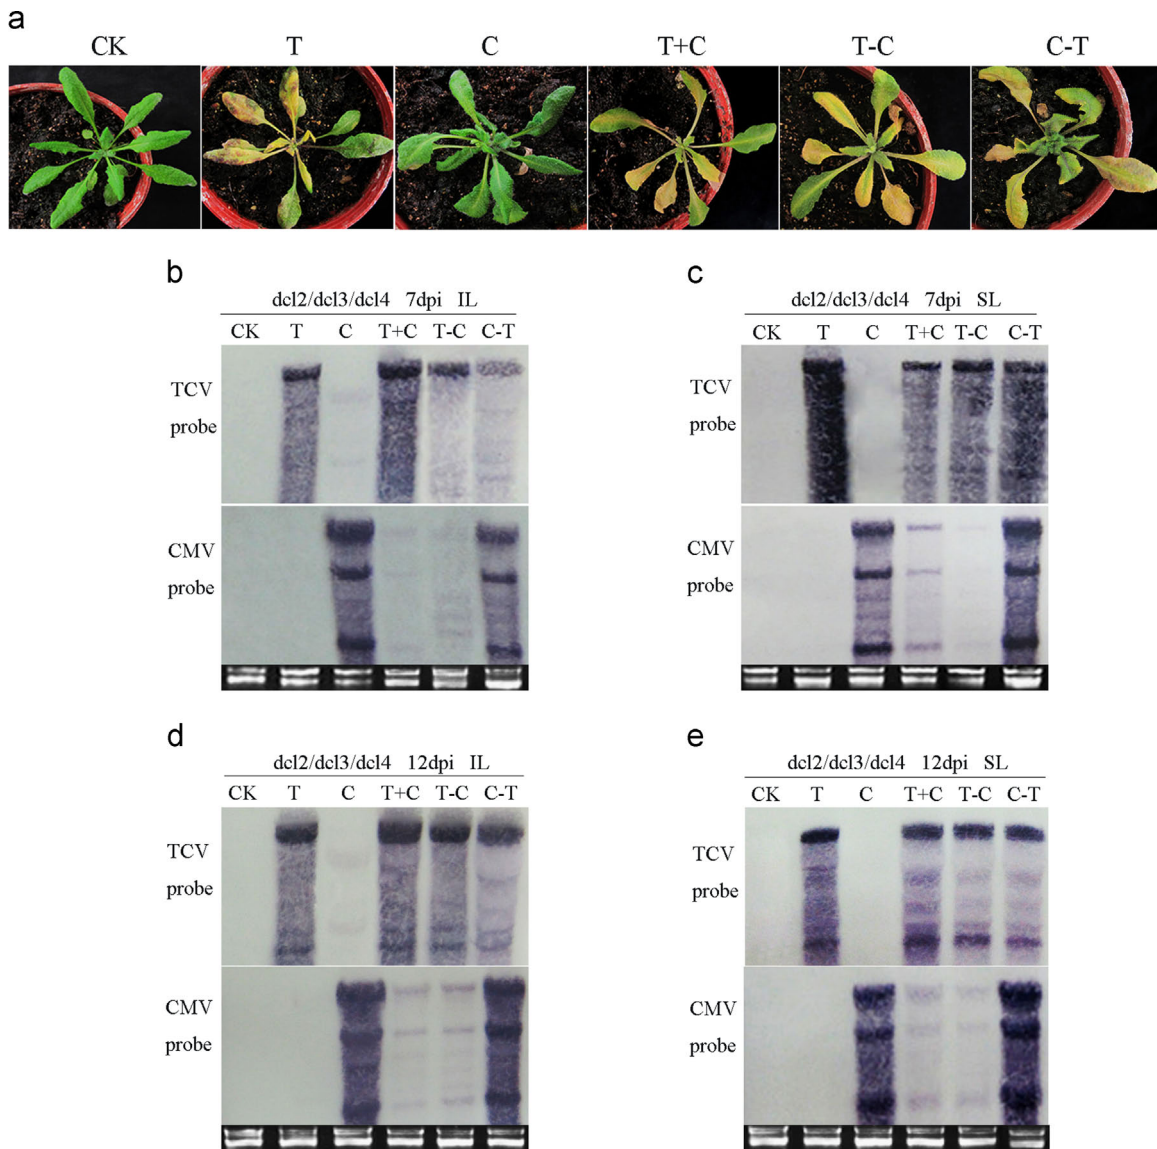 a
CK T C T+C T-C C-T
b
dcl2/dcl3/dcl4 7dpi IL
CK T C T+C T-C C-T
TCV
probe
CMV
probe
c
dcl2/dcl3/dcl4 7dpi SL
CK T C T+C T-C C-T
TCV
probe
CMV
probe
d
dcl2/dcl3/dcl4 12dpi IL
CK T C T+C T-C C-T
TCV
probe
CMV
probe
e
dcl2/dcl3/dcl4 12dpi SL
CK T C T+C T-C C-T
TCV
probe
CMV
probe